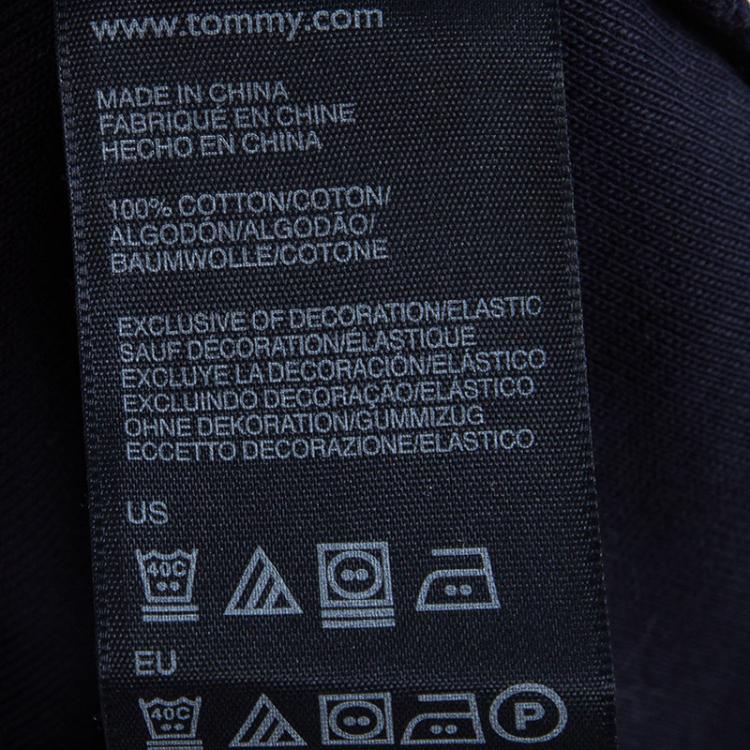 www.tommy.com
MADE IN CHINA
FABRIQUÉ EN CHINE
HECHO EN CHINA
100% COTTON/COTON/
ALGODÓN/ALGODÃO/
BAUMWOLLE/COTONE
EXCLUSIVE OF DECORATION/ELASTIC
SAUF DÉCORATION/ÉLASTIQUE
EXCLUYE LA DECORACIÓN/ELÁSTICO
EXCLUINDO DECORAÇÃO/ELÁSTICO
OHNE DEKORATION/GUMMIZUG
ECCETTO DECORAZIONE/ELASTICO
US
40C
EU
40C P